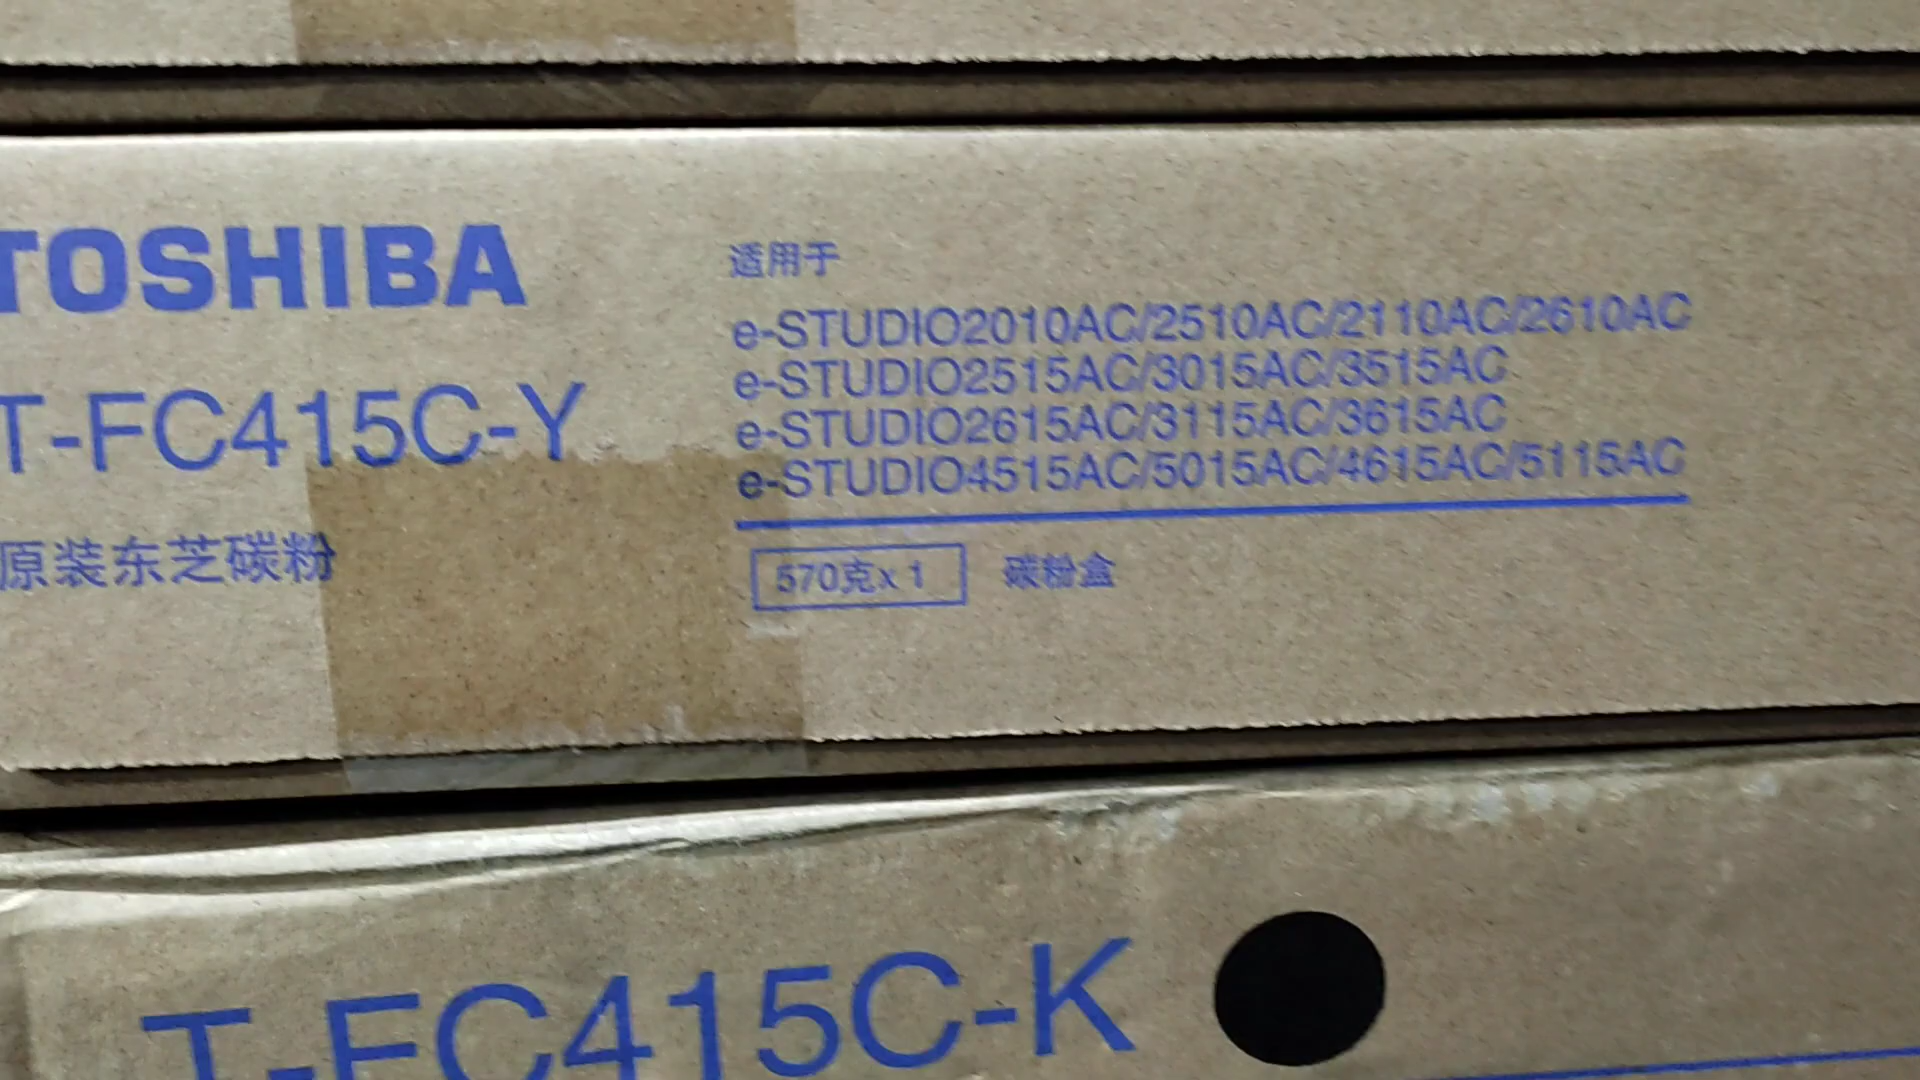 TOSHIBA
T-FC415C-Y
原装东芝碳粉
适用于
e-STUDIO2010AC/2510AC/2110AC/2610AC
e-STUDIO2515AC/3015AC/3515AC
e-STUDIO2615AC/3115AC/3615AC
e-STUDIO4515AC/5015AC/4615AC/5115AC
570克x1
碳粉盒
T-FC415C-K